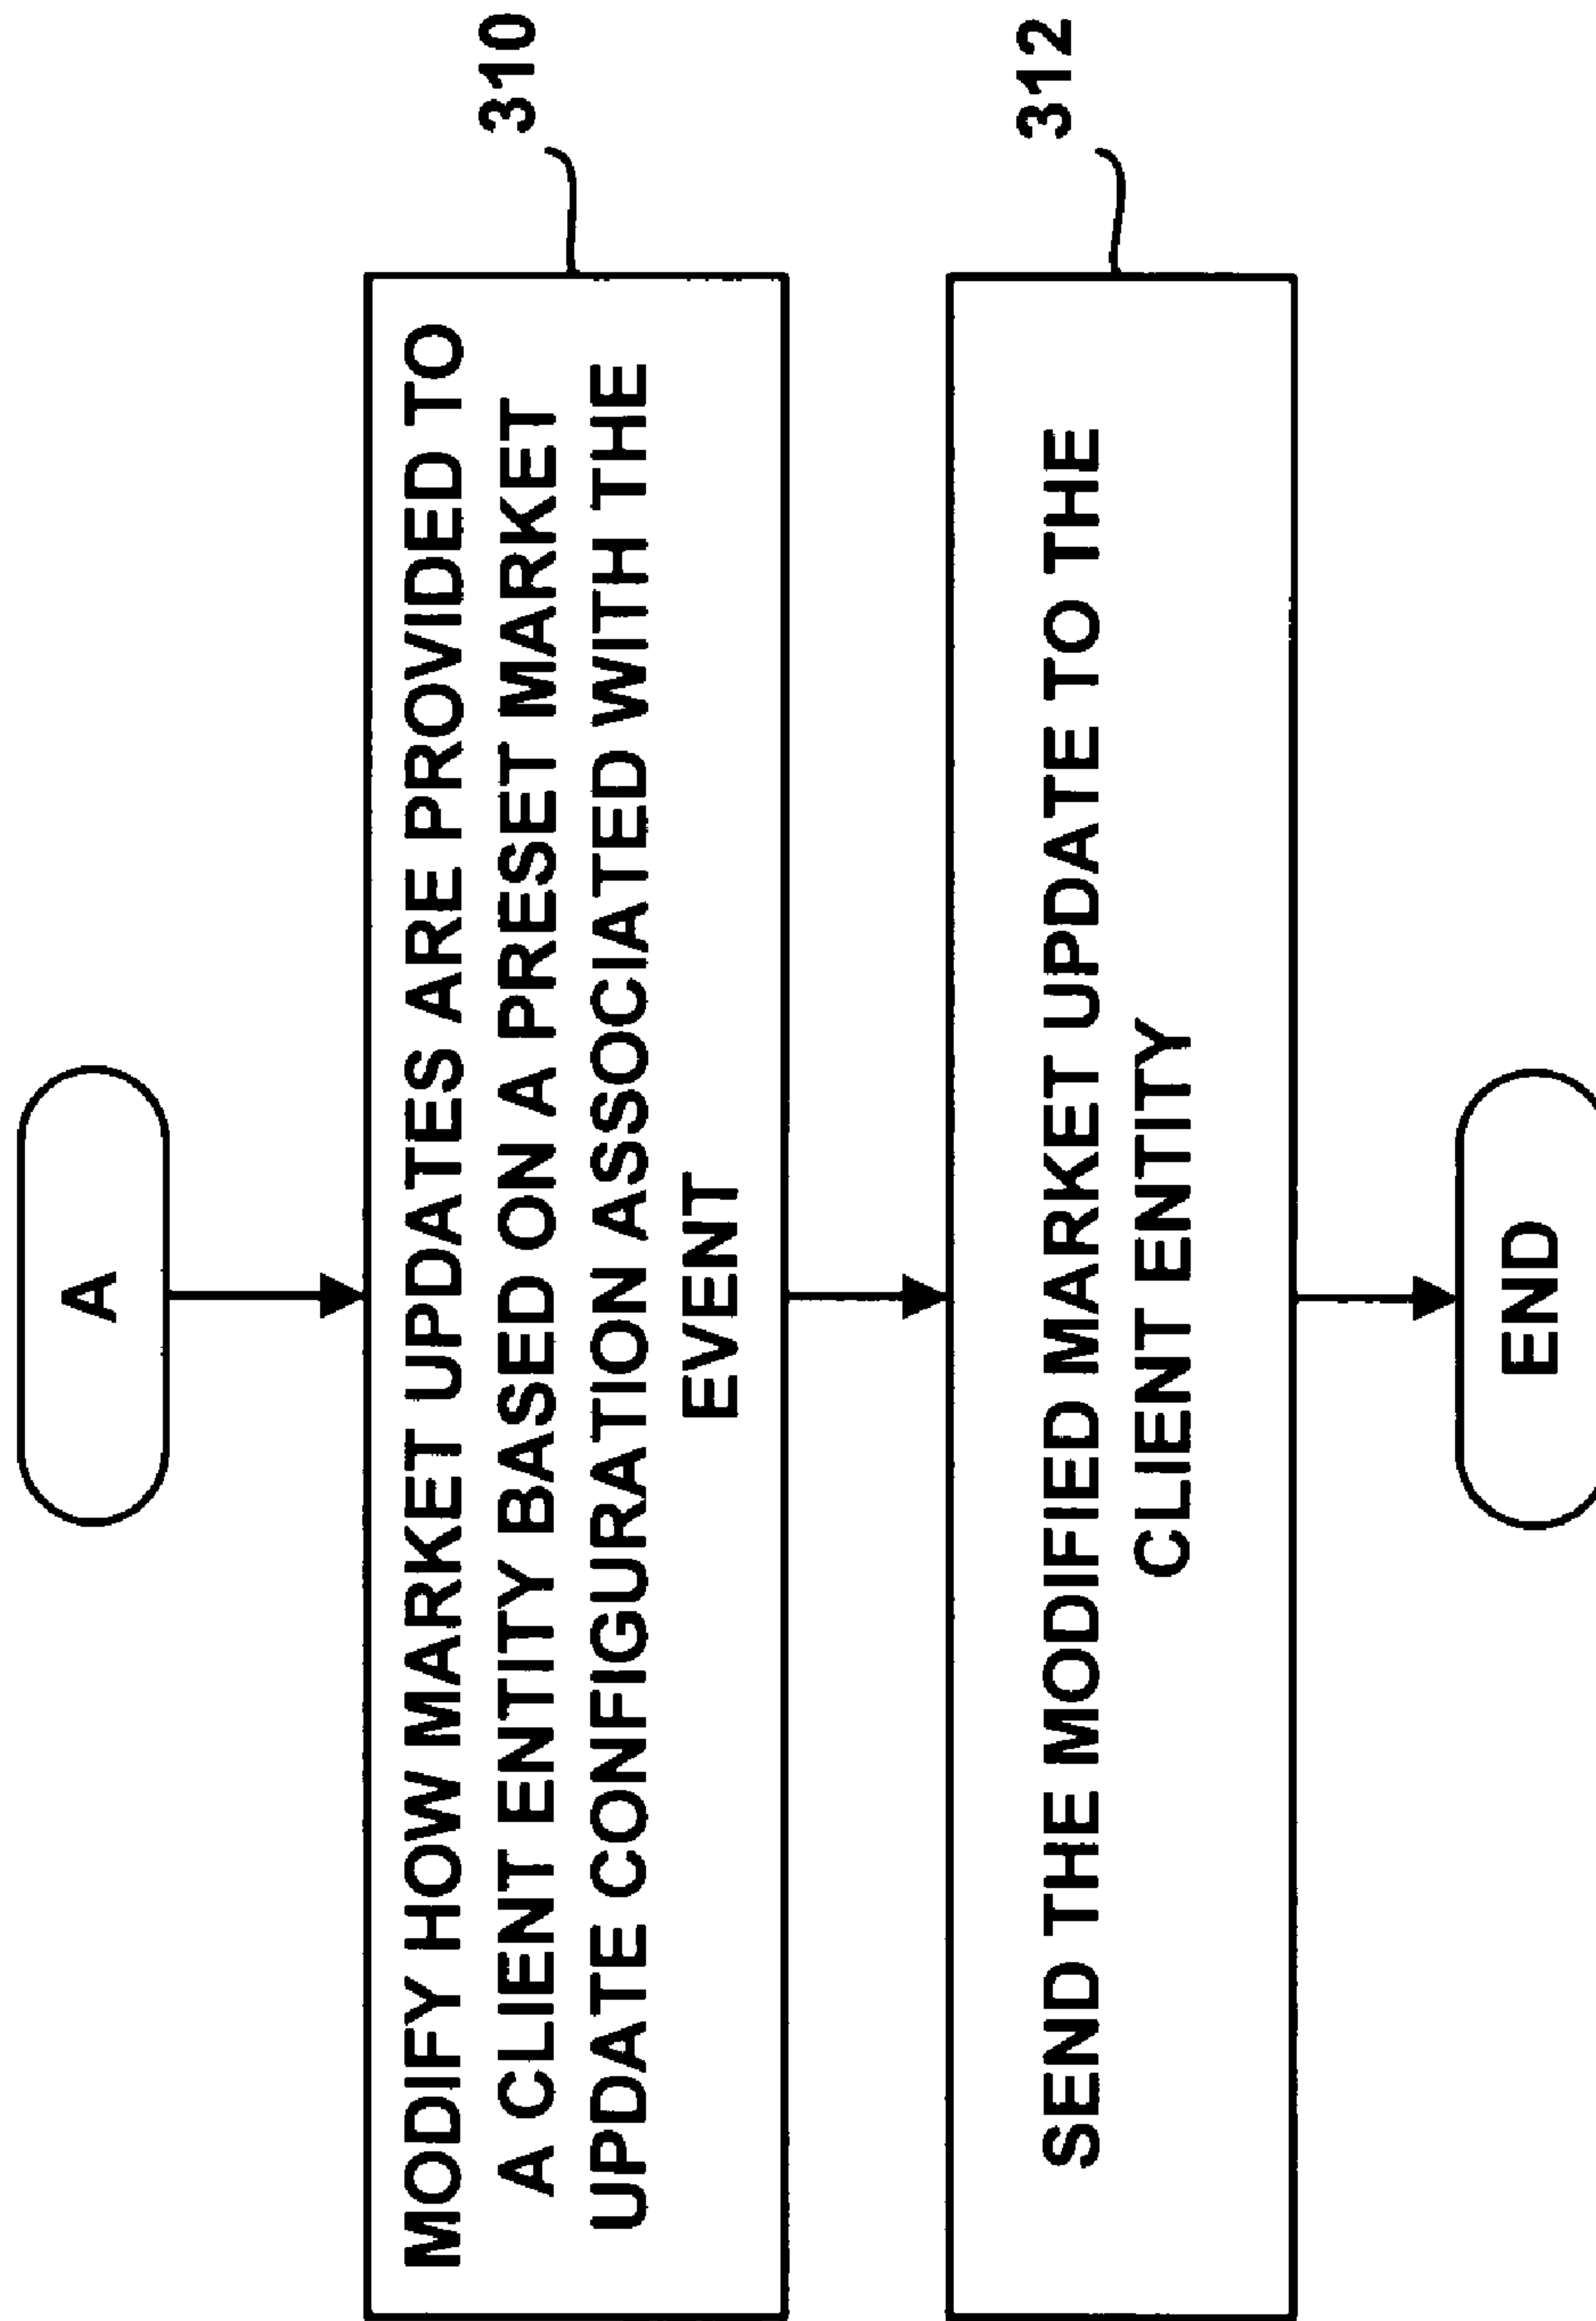 A
310
MODIFY HOW MARKET UPDATES ARE PROVIDED TO
A CLIENT ENTITY BASED ON A PRESET MARKET
UPDATE CONFIGURATION ASSOCIATED WITH THE
EVENT
312
SEND THE MODIFIED MARKET UPDATE TO THE
CLIENT ENTITY
END